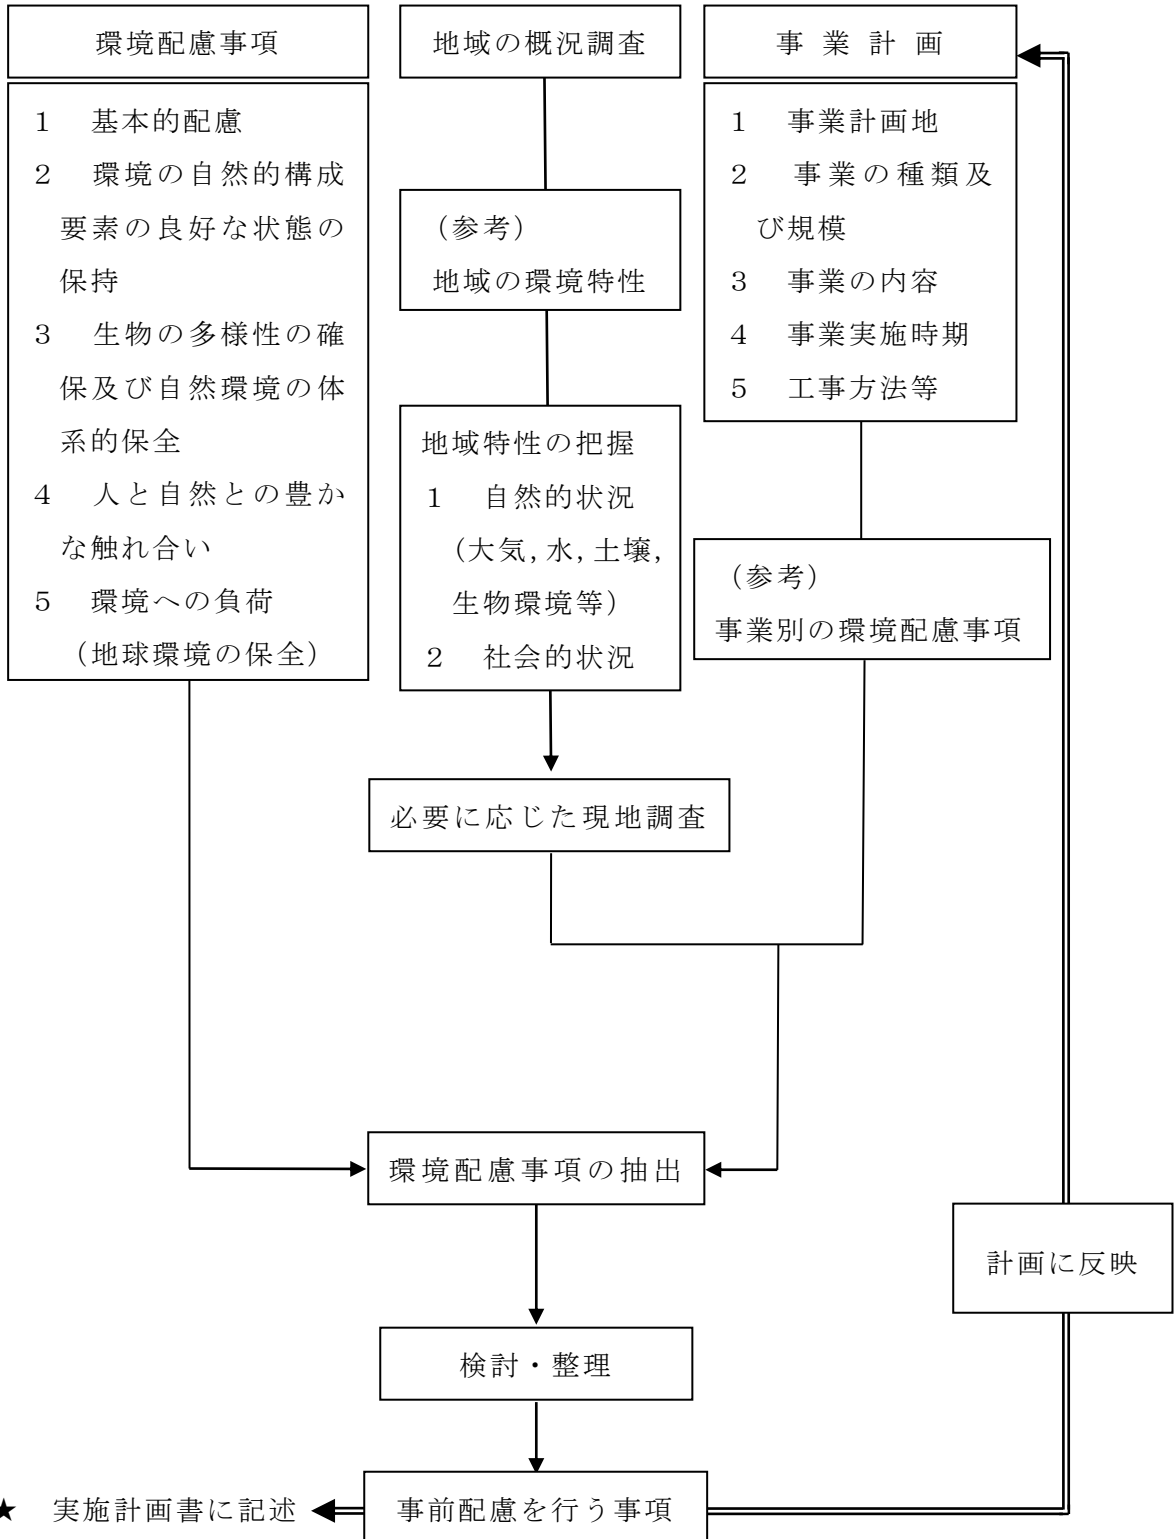 環境配慮事項
1 基本的配慮
2 環境の自然的構成
要素の良好な状態の
保持
3 生物の多様性の確
保及び自然環境の体
系的保全
4 人と自然との豊か
な触れ合い
5 環境への負荷
(地球環境の保全)
地域の概況調査
(参考)
地域の環境特性
地域特性の把握
1 自然的状況
(大気,水,土壌,
生物環境等)
2 社会的状況
必要に応じた現地調査
事業計画
1 事業計画地
2 事業の種類及
び規模
3 事業の内容
4 事業実施時期
5 工事方法等
(参考)
事業別の環境配慮事項
環境配慮事項の抽出
計画に反映
検討・整理
★ 実施計画書に記述
事前配慮を行う事項